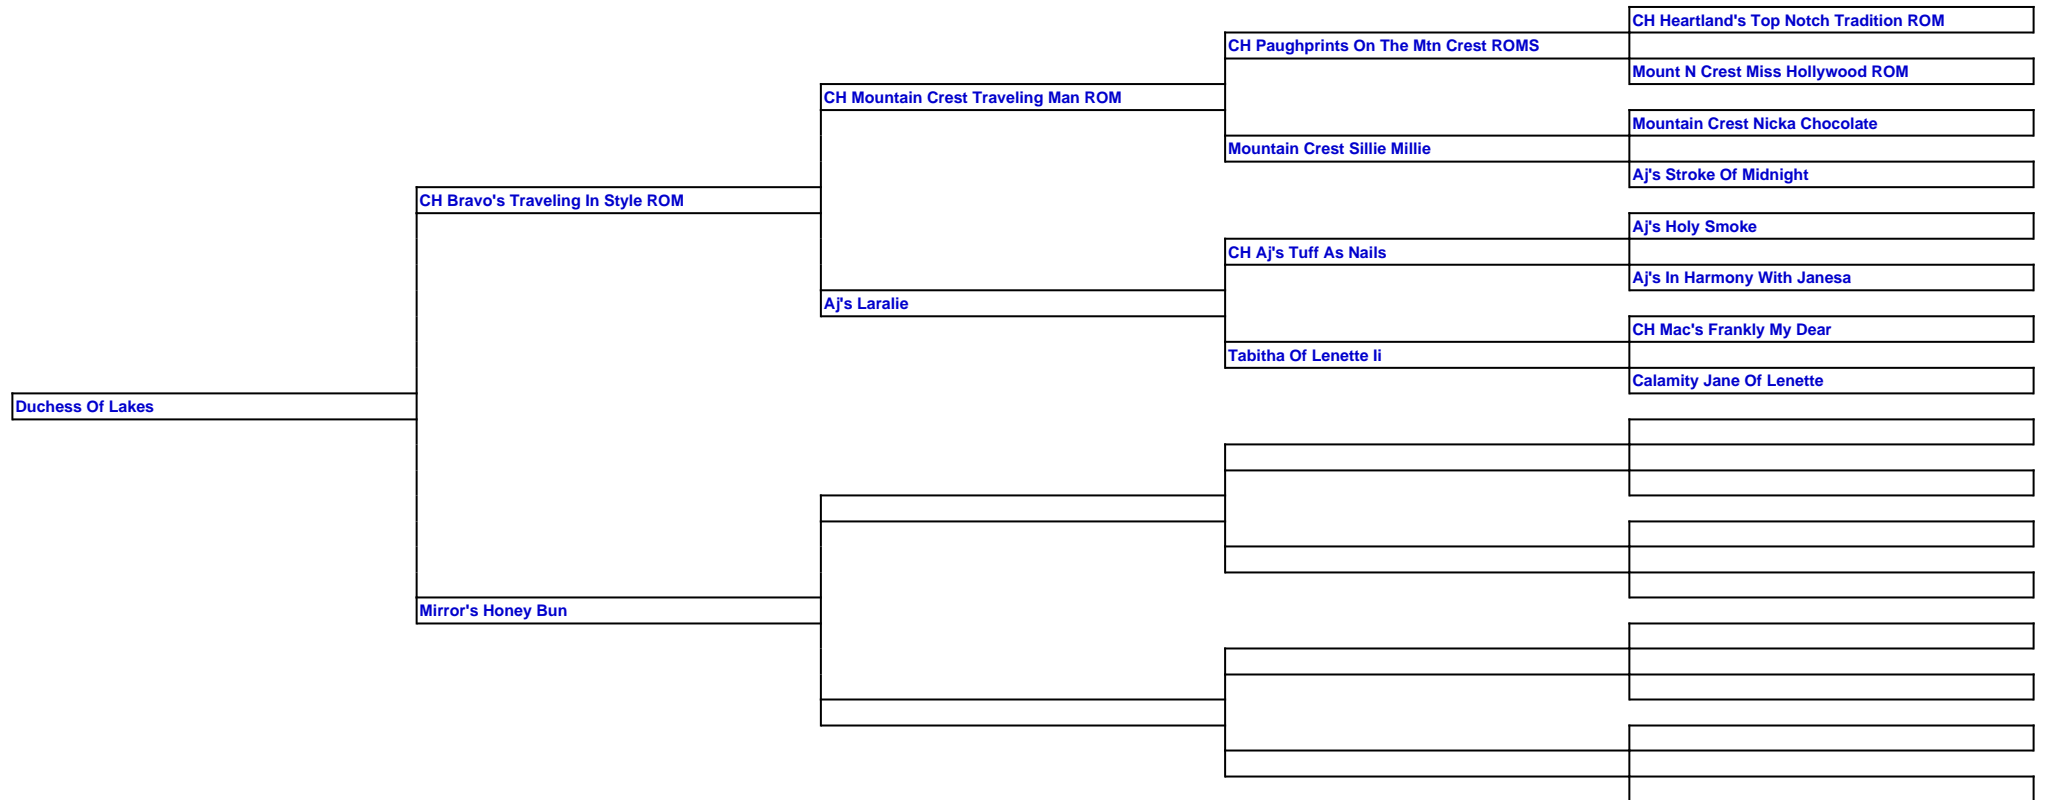 CH Heartland's Top Notch Tradition ROM
CH Paughprints On The Mtn Crest ROMS
Mount N Crest Miss Hollywood ROM
CH Mountain Crest Traveling Man ROM
Mountain Crest Nicka Chocolate
Mountain Crest Sillie Millie
Aj's Stroke Of Midnight
CH Bravo's Traveling In Style ROM
Aj's Holy Smoke
CH Aj's Tuff As Nails
Aj's In Harmony With Janesa
Aj's Laralie
CH Mac's Frankly My Dear
Tabitha Of Lenette Ii
Calamity Jane Of Lenette
Duchess Of Lakes
Mirror's Honey Bun